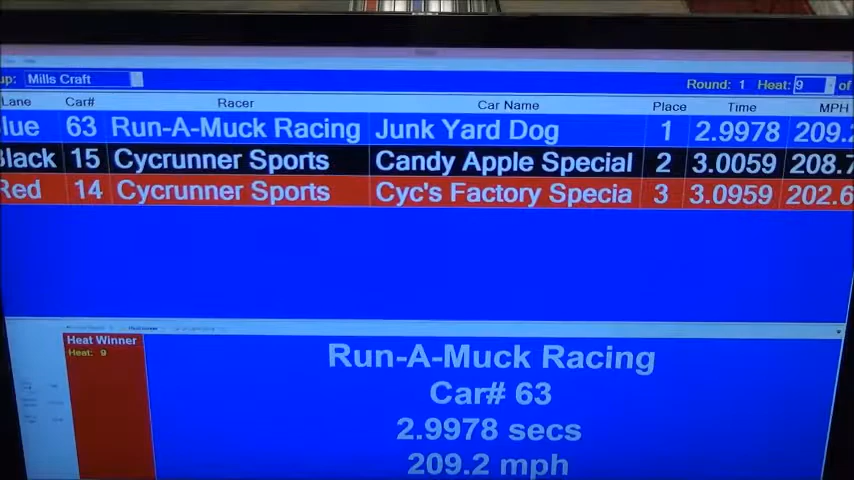 up: Mills Craft Round: 1 Heat: 9 of
Lane Car# Racer Car Name Place Time MPH
lue 63 Run-A-Muck Racing Junk Yard Dog 1 2.9978 209.2
Black 15 Cycrunner Sports Candy Apple Special 2 3.0059 208.7
Red 14 Cycrunner Sports Cyc's Factory Specia 3 3.0959 202.6
Heat Winner
Heat: 9
Run-A-Muck Racing
Car# 63
2.9978 secs
209.2 mph